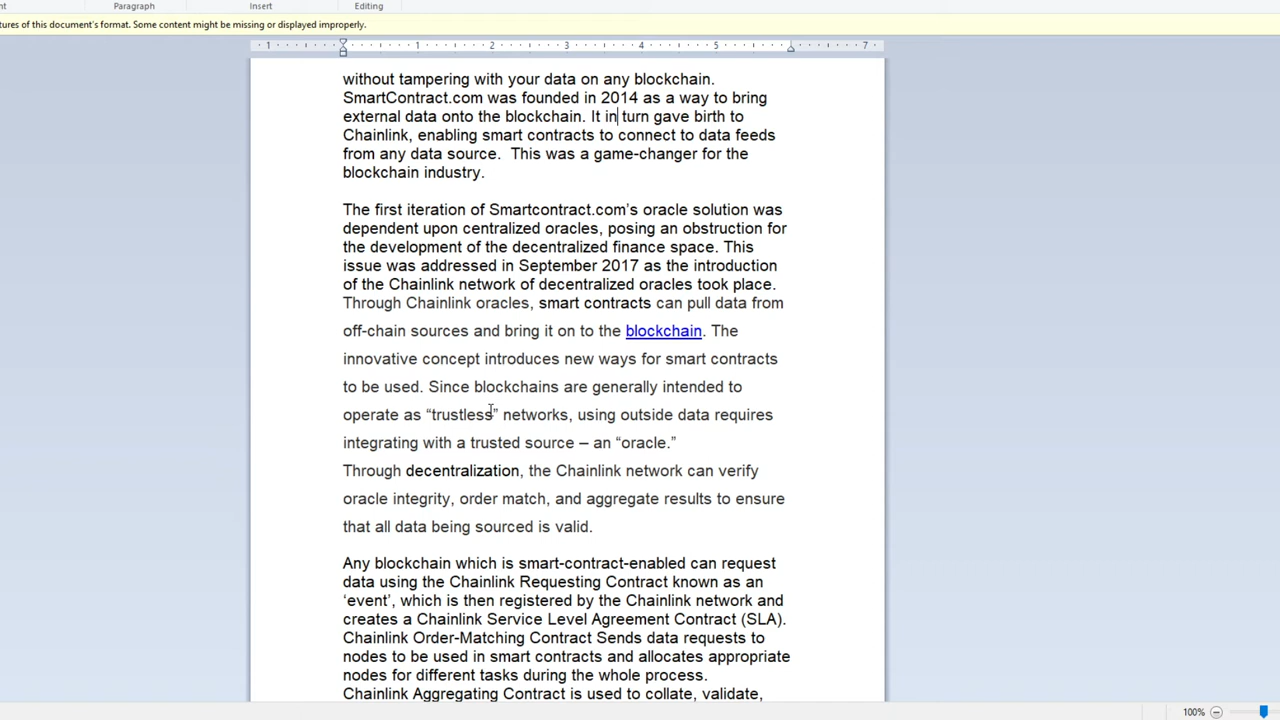 Paragraph
Insert
Editing
tures of this document's format. Some content might be missing or displayed improperly.
1 1 2 3 4 5 7
without tampering with your data on any blockchain.
SmartContract.com was founded in 2014 as a way to bring
external data onto the blockchain. It in turn gave birth to
Chainlink, enabling smart contracts to connect to data feeds
from any data source.  This was a game-changer for the
blockchain industry.
The first iteration of Smartcontract.com’s oracle solution was
dependent upon centralized oracles, posing an obstruction for
the development of the decentralized finance space. This
issue was addressed in September 2017 as the introduction
of the Chainlink network of decentralized oracles took place.
Through Chainlink oracles, smart contracts can pull data from
off-chain sources and bring it on to the blockchain. The
innovative concept introduces new ways for smart contracts
to be used. Since blockchains are generally intended to
operate as “trustless” networks, using outside data requires
integrating with a trusted source – an “oracle.”
Through decentralization, the Chainlink network can verify
oracle integrity, order match, and aggregate results to ensure
that all data being sourced is valid.
Any blockchain which is smart-contract-enabled can request
data using the Chainlink Requesting Contract known as an
‘event’, which is then registered by the Chainlink network and
creates a Chainlink Service Level Agreement Contract (SLA).
Chainlink Order-Matching Contract Sends data requests to
nodes to be used in smart contracts and allocates appropriate
nodes for different tasks during the whole process.
Chainlink Aggregating Contract is used to collate, validate,
100%